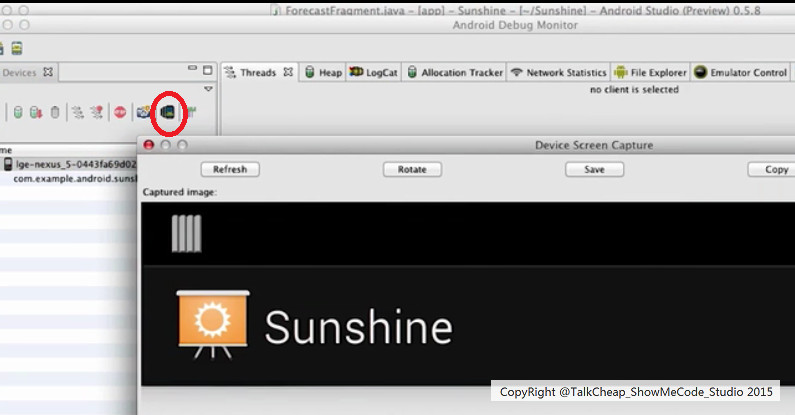 ForecastFragment.java - [app] - Sunshine - [~/Sunshine] - Android Studio (Preview) 0.5.8
Android Debug Monitor
Devices
Threads Heap LogCat Allocation Tracker Network Statistics File Explorer Emulator Control
no client is selected
me
lge-nexus_5-0443fa69d02
com.example.android.sunsh
Device Screen Capture
Refresh Rotate Save Copy
Captured image:
Sunshine
CopyRight @TalkCheap_ShowMeCode_Studio 2015